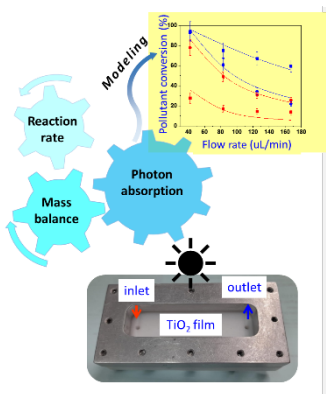 Modeling
Pollutant conversion (%)
100
80
60
40
20
0
40 60 80 100 120 140 160 180
Flow rate (uL/min)
Reaction
rate
Mass
balance
Photon
absorption
inlet
outlet
TiO₂ film